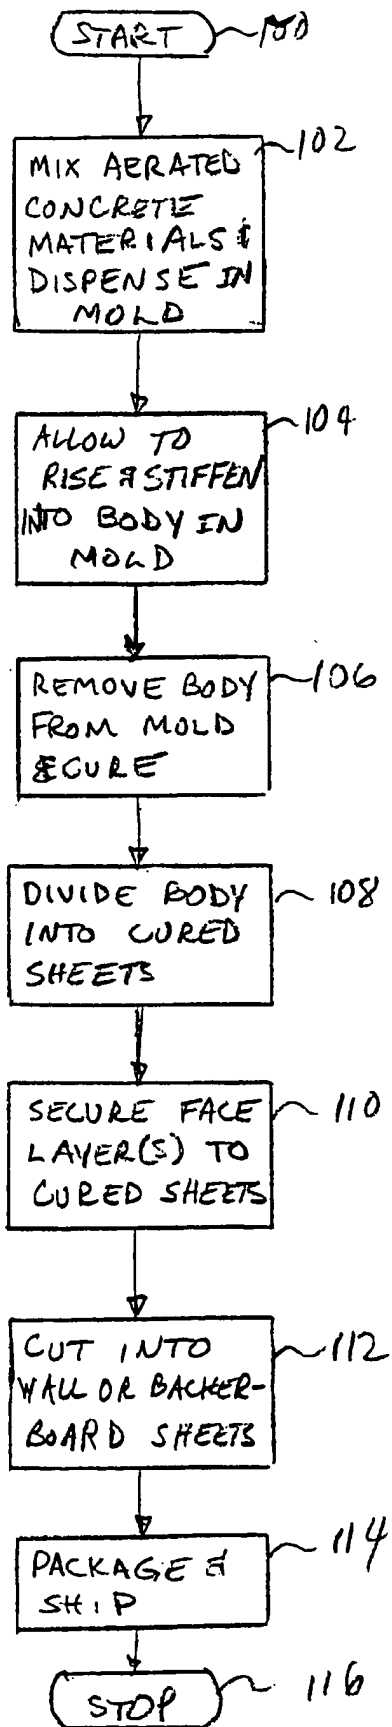 START 100
102
MIX AERATED
CONCRETE
MATERIALS &
DISPENSE IN
MOLD
104
ALLOW TO
RISE & STIFFEN
INTO BODY IN
MOLD
106
REMOVE BODY
FROM MOLD
& CURE
108
DIVIDE BODY
INTO CURED
SHEETS
110
SECURE FACE
LAYER(S) TO
CURED SHEETS
112
CUT INTO
WALL OR BACKER-
BOARD SHEETS
114
PACKAGE &
SHIP
116
STOP